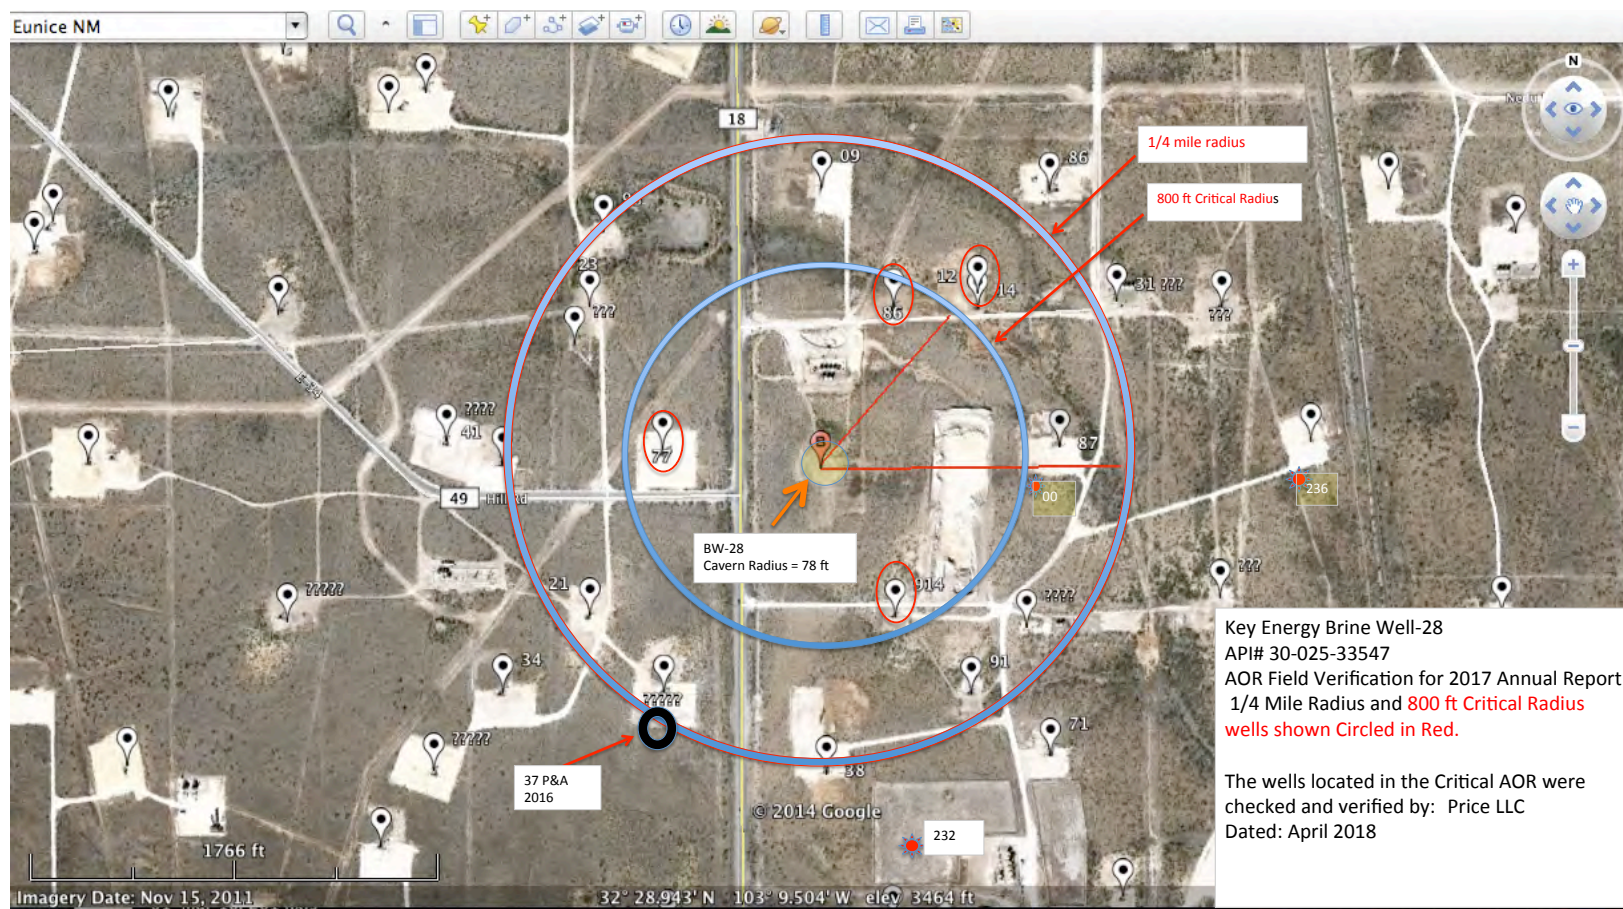 Eunice NM
18
N
1/4 mile radius
09
86
800 ft Critical Radius
23
12
14
31 ???
???
86
???
E-34
????
41
77
87
49
Hill Rd
00
236
BW-28
Cavern Radius = 78 ft
21
?????
914
????
???
34
91
?????
71
?????
38
37 P&A
2016
© 2014 Google
232
Key Energy Brine Well-28
API# 30-025-33547
AOR Field Verification for 2017 Annual Report
1/4 Mile Radius and 800 ft Critical Radius
wells shown Circled in Red.
The wells located in the Critical AOR were
checked and verified by: Price LLC
Dated: April 2018
1766 ft
Imagery Date: Nov 15, 2011
32° 28.943' N 103° 9.504' W elev 3464 ft